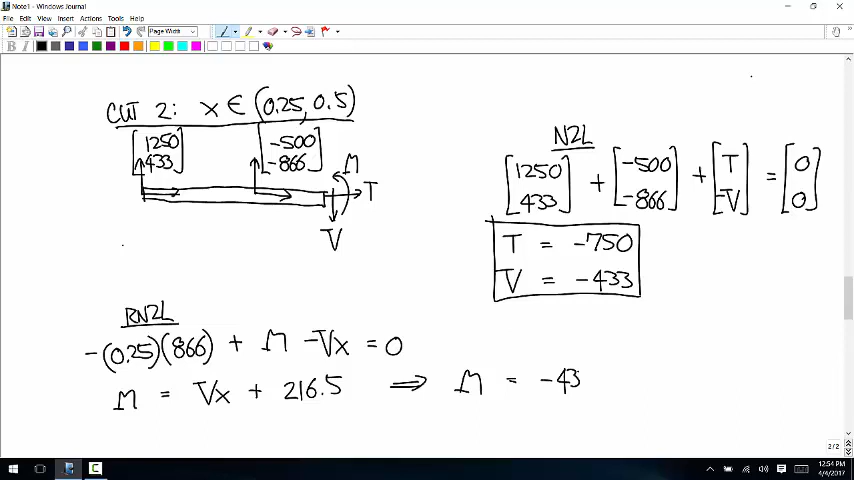 Note1 - Windows Journal
File Edit View Insert Actions Tools Help
Page Width
B I
CUT 2: x ∈ (0.25, 0.5)
[1250 433] [-500 -866]
M
T
V
N2L
[1250 433] + [-500 -866] + [T -V] = [0 0]
T = -750
V = -433
RN2L
-(0.25)(866) + M - Vx = 0
M = Vx + 216.5 ⇒ M = -43
2/2
12:54 PM
4/4/2017